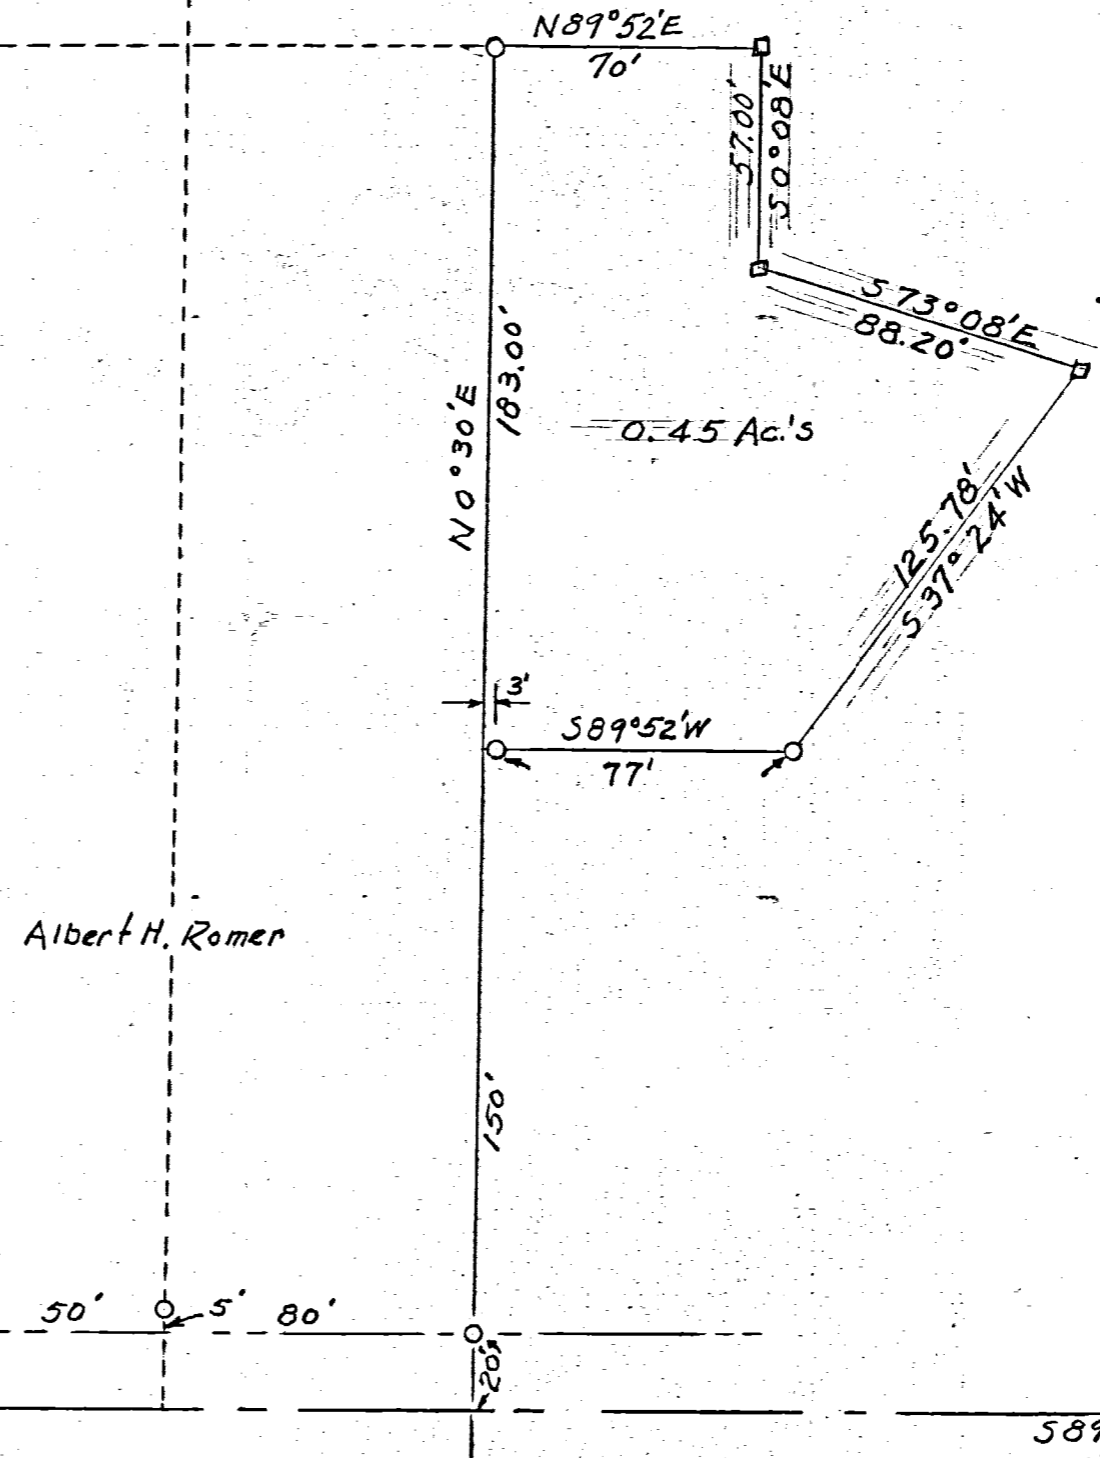 N89°52'E
70'
57.00'
S0°08'E
S73°08'E
88.20'
N0°30'E
183.00'
0.45 Ac.'s
125.78'
S37°24'W
3'
S89°52'W
77'
Albert H. Romer
150'
50'
5'
80'
20'
S89